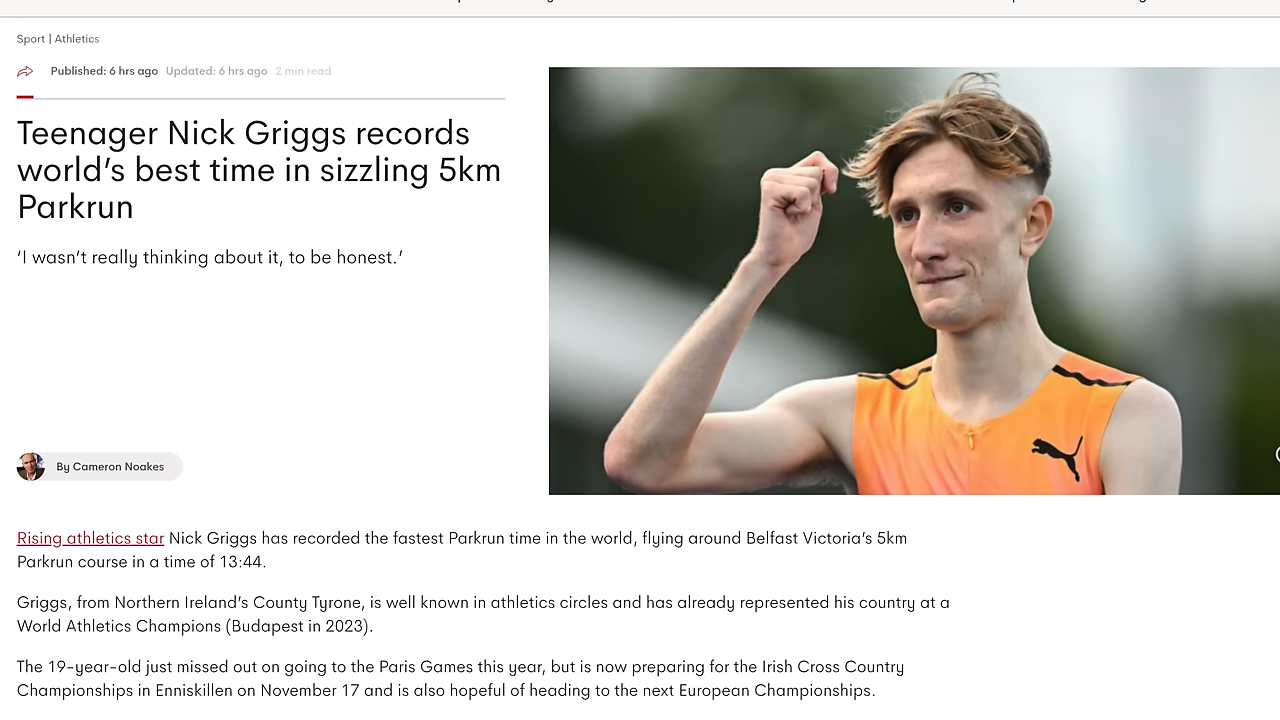 Sport | Athletics
Published: 6 hrs ago Updated: 6 hrs ago 2 min read
Teenager Nick Griggs records
world's best time in sizzling 5km
Parkrun
‘I wasn’t really thinking about it, to be honest.’
By Cameron Noakes
Rising athletics star Nick Griggs has recorded the fastest Parkrun time in the world, flying around Belfast Victoria’s 5km
Parkrun course in a time of 13:44.
Griggs, from Northern Ireland’s County Tyrone, is well known in athletics circles and has already represented his country at a
World Athletics Champions (Budapest in 2023).
The 19-year-old just missed out on going to the Paris Games this year, but is now preparing for the Irish Cross Country
Championships in Enniskillen on November 17 and is also hopeful of heading to the next European Championships.